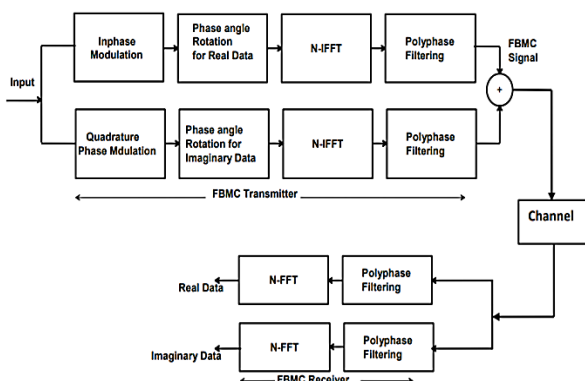 Input
Inphase
Modulation
Phase angle
Rotation
for Real Data
N-IFFT
Polyphase
Filtering
FBMC
Signal
+
Quadrature
Phase Mdulation
Phase angle
Rotation for
Imaginary Data
N-IFFT
Polyphase
Filtering
FBMC Transmitter
Channel
Real Data
N-FFT
Polyphase
Filtering
Imaginary Data
N-FFT
Polyphase
Filtering
FBMC Receiver